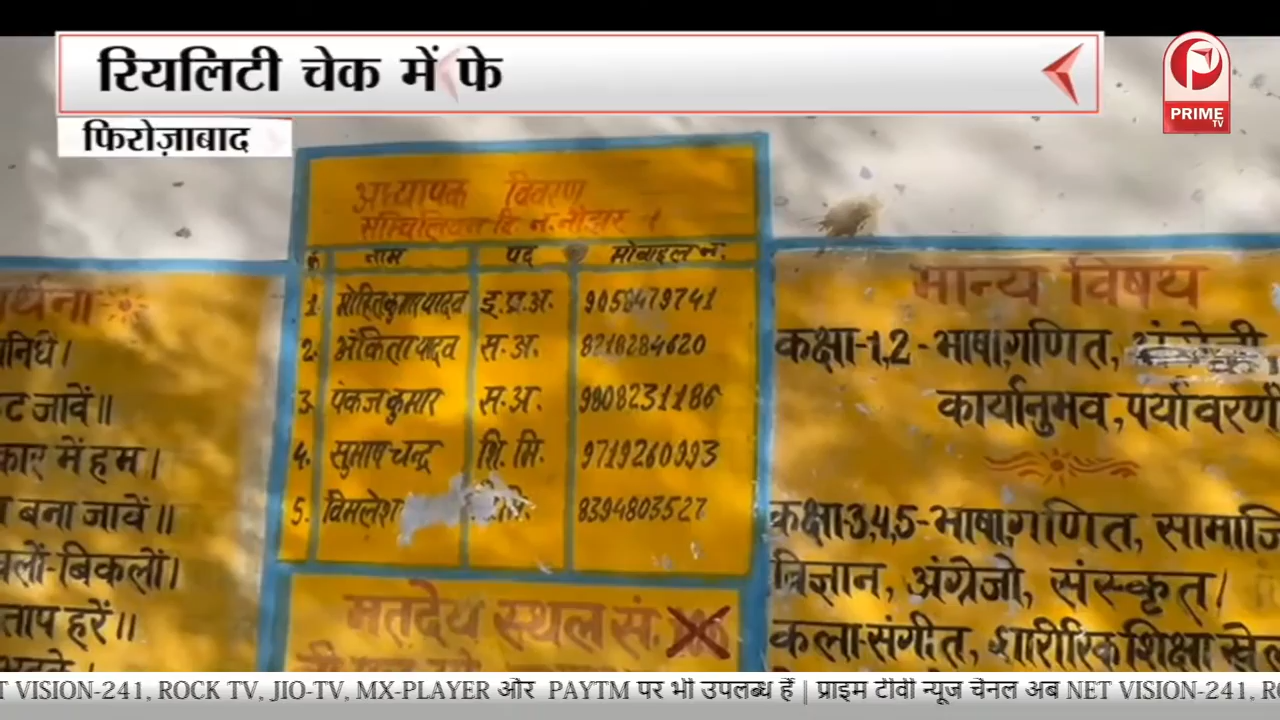 रियलिटी चेक में फे
फिरोज़ाबाद
PRIME
TV
अध्यापक विवरण
क्र नाम पद मोबाइल न.
1. मोहितकुमारयादव इ.प्र.अ. 9058479741
2. अंकितायादव स.अ. 8218284620
3. पंकजकुमार स.अ. 9808231186
4. सुभाषचन्द्र शि.मि. 9719260993
5. विमलेश 8394803527
मतदेय स्थल सं.
र्थना
निधे।
ट जावें॥
कार में हम।
बना जावें॥
लों-बिकलों।
ताप हरें॥
मान्य विषय
कक्षा-1,2-भाषा,गणित,
कार्यानुभव,पर्यावरणी
कक्षा-3,4,5-भाषा,गणित, सामाजि
विज्ञान, अंग्रेजी, संस्कृत/
कला-संगीत, शारीरिक शिक्षा खेल
T VISION-241, ROCK TV, JIO-TV, MX-PLAYER और PAYTM पर भी उपलब्ध हैं | प्राइम टीवी न्यूज चैनल अब NET VISION-241, RO